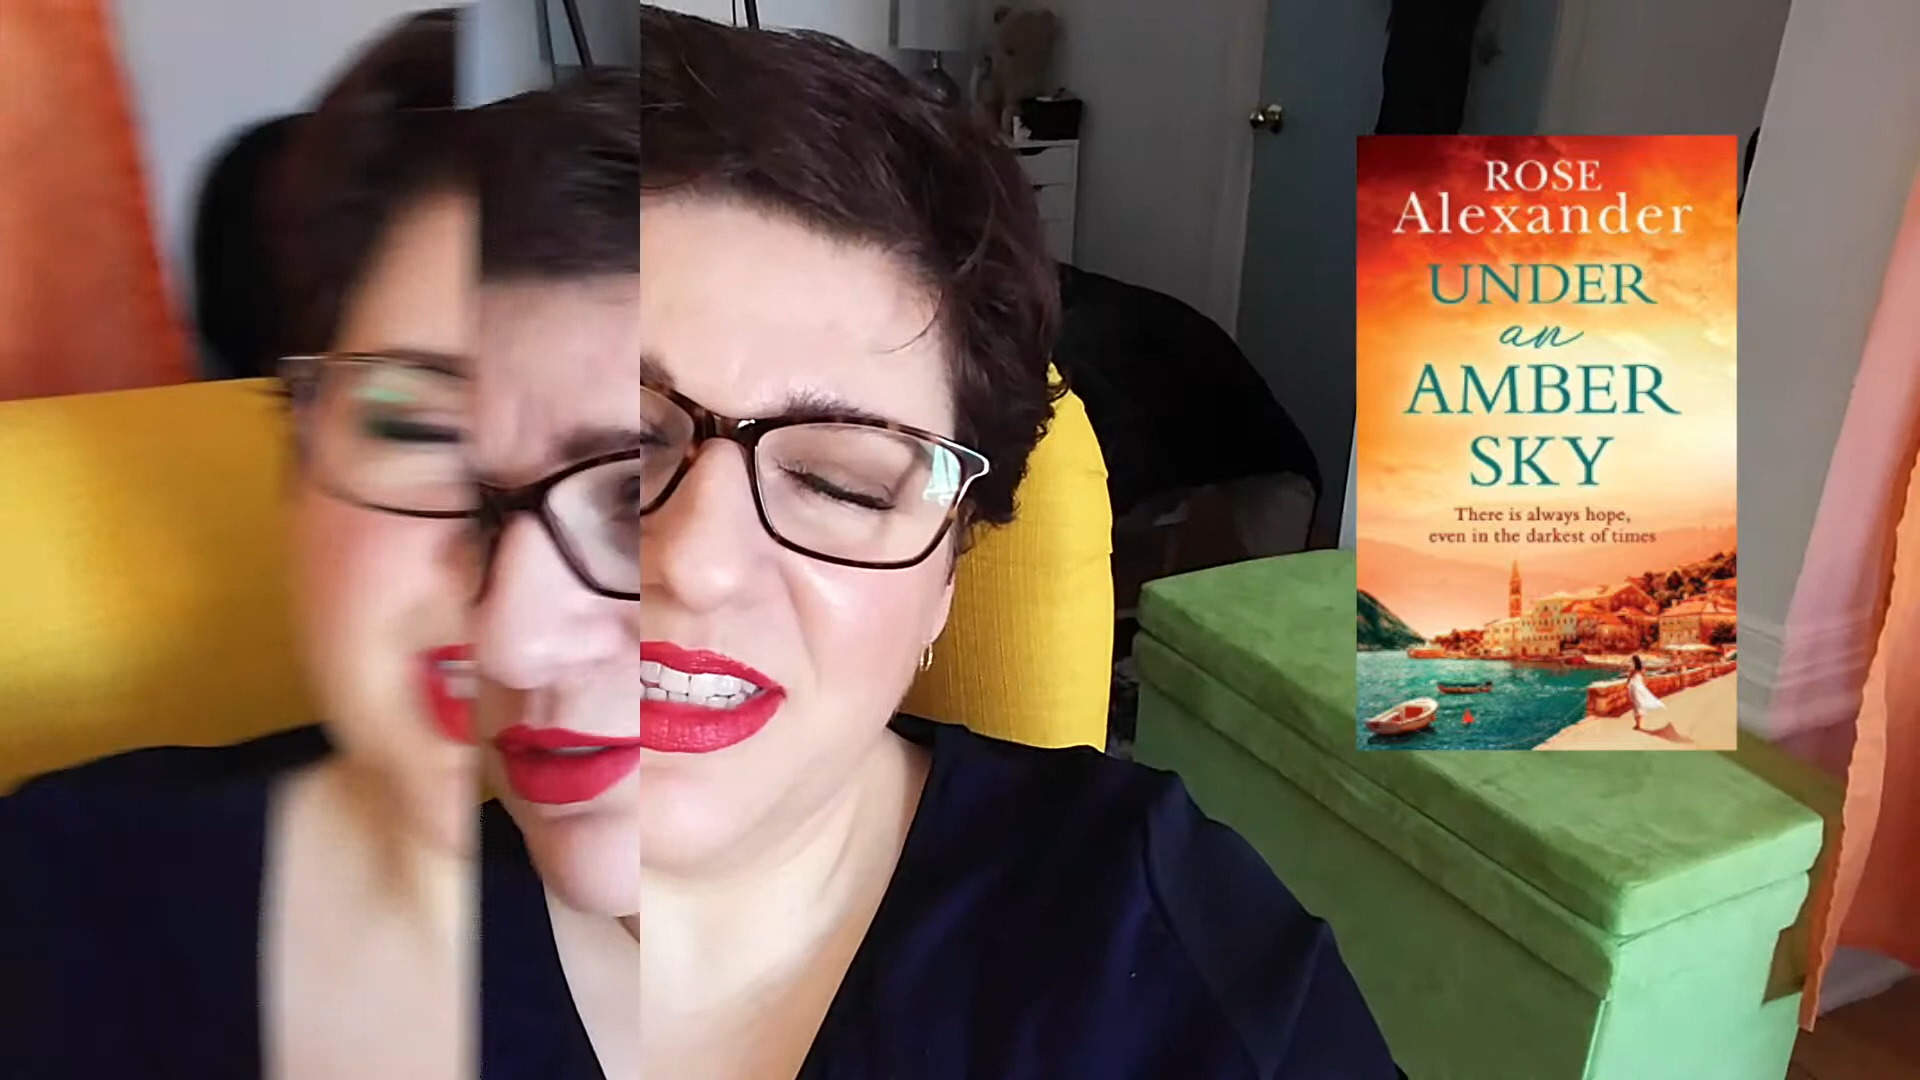 ROSE
Alexander
UNDER
an
AMBER
SKY
There is always hope,
even in the darkest of times